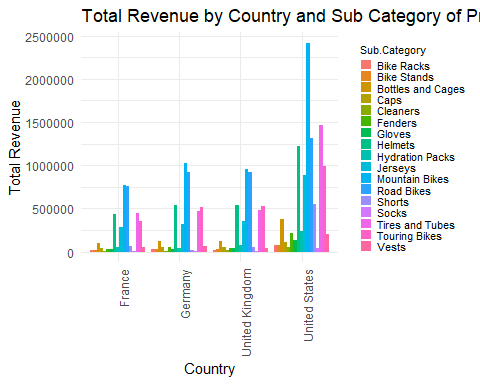 Total Revenue by Country and Sub Category of Pr
Total Revenue
2500000
2000000
1500000
1000000
500000
0
France
Germany
United Kingdom
United States
Country
Sub.Category
Bike Racks
Bike Stands
Bottles and Cages
Caps
Cleaners
Fenders
Gloves
Helmets
Hydration Packs
Jerseys
Mountain Bikes
Road Bikes
Shorts
Socks
Tires and Tubes
Touring Bikes
Vests